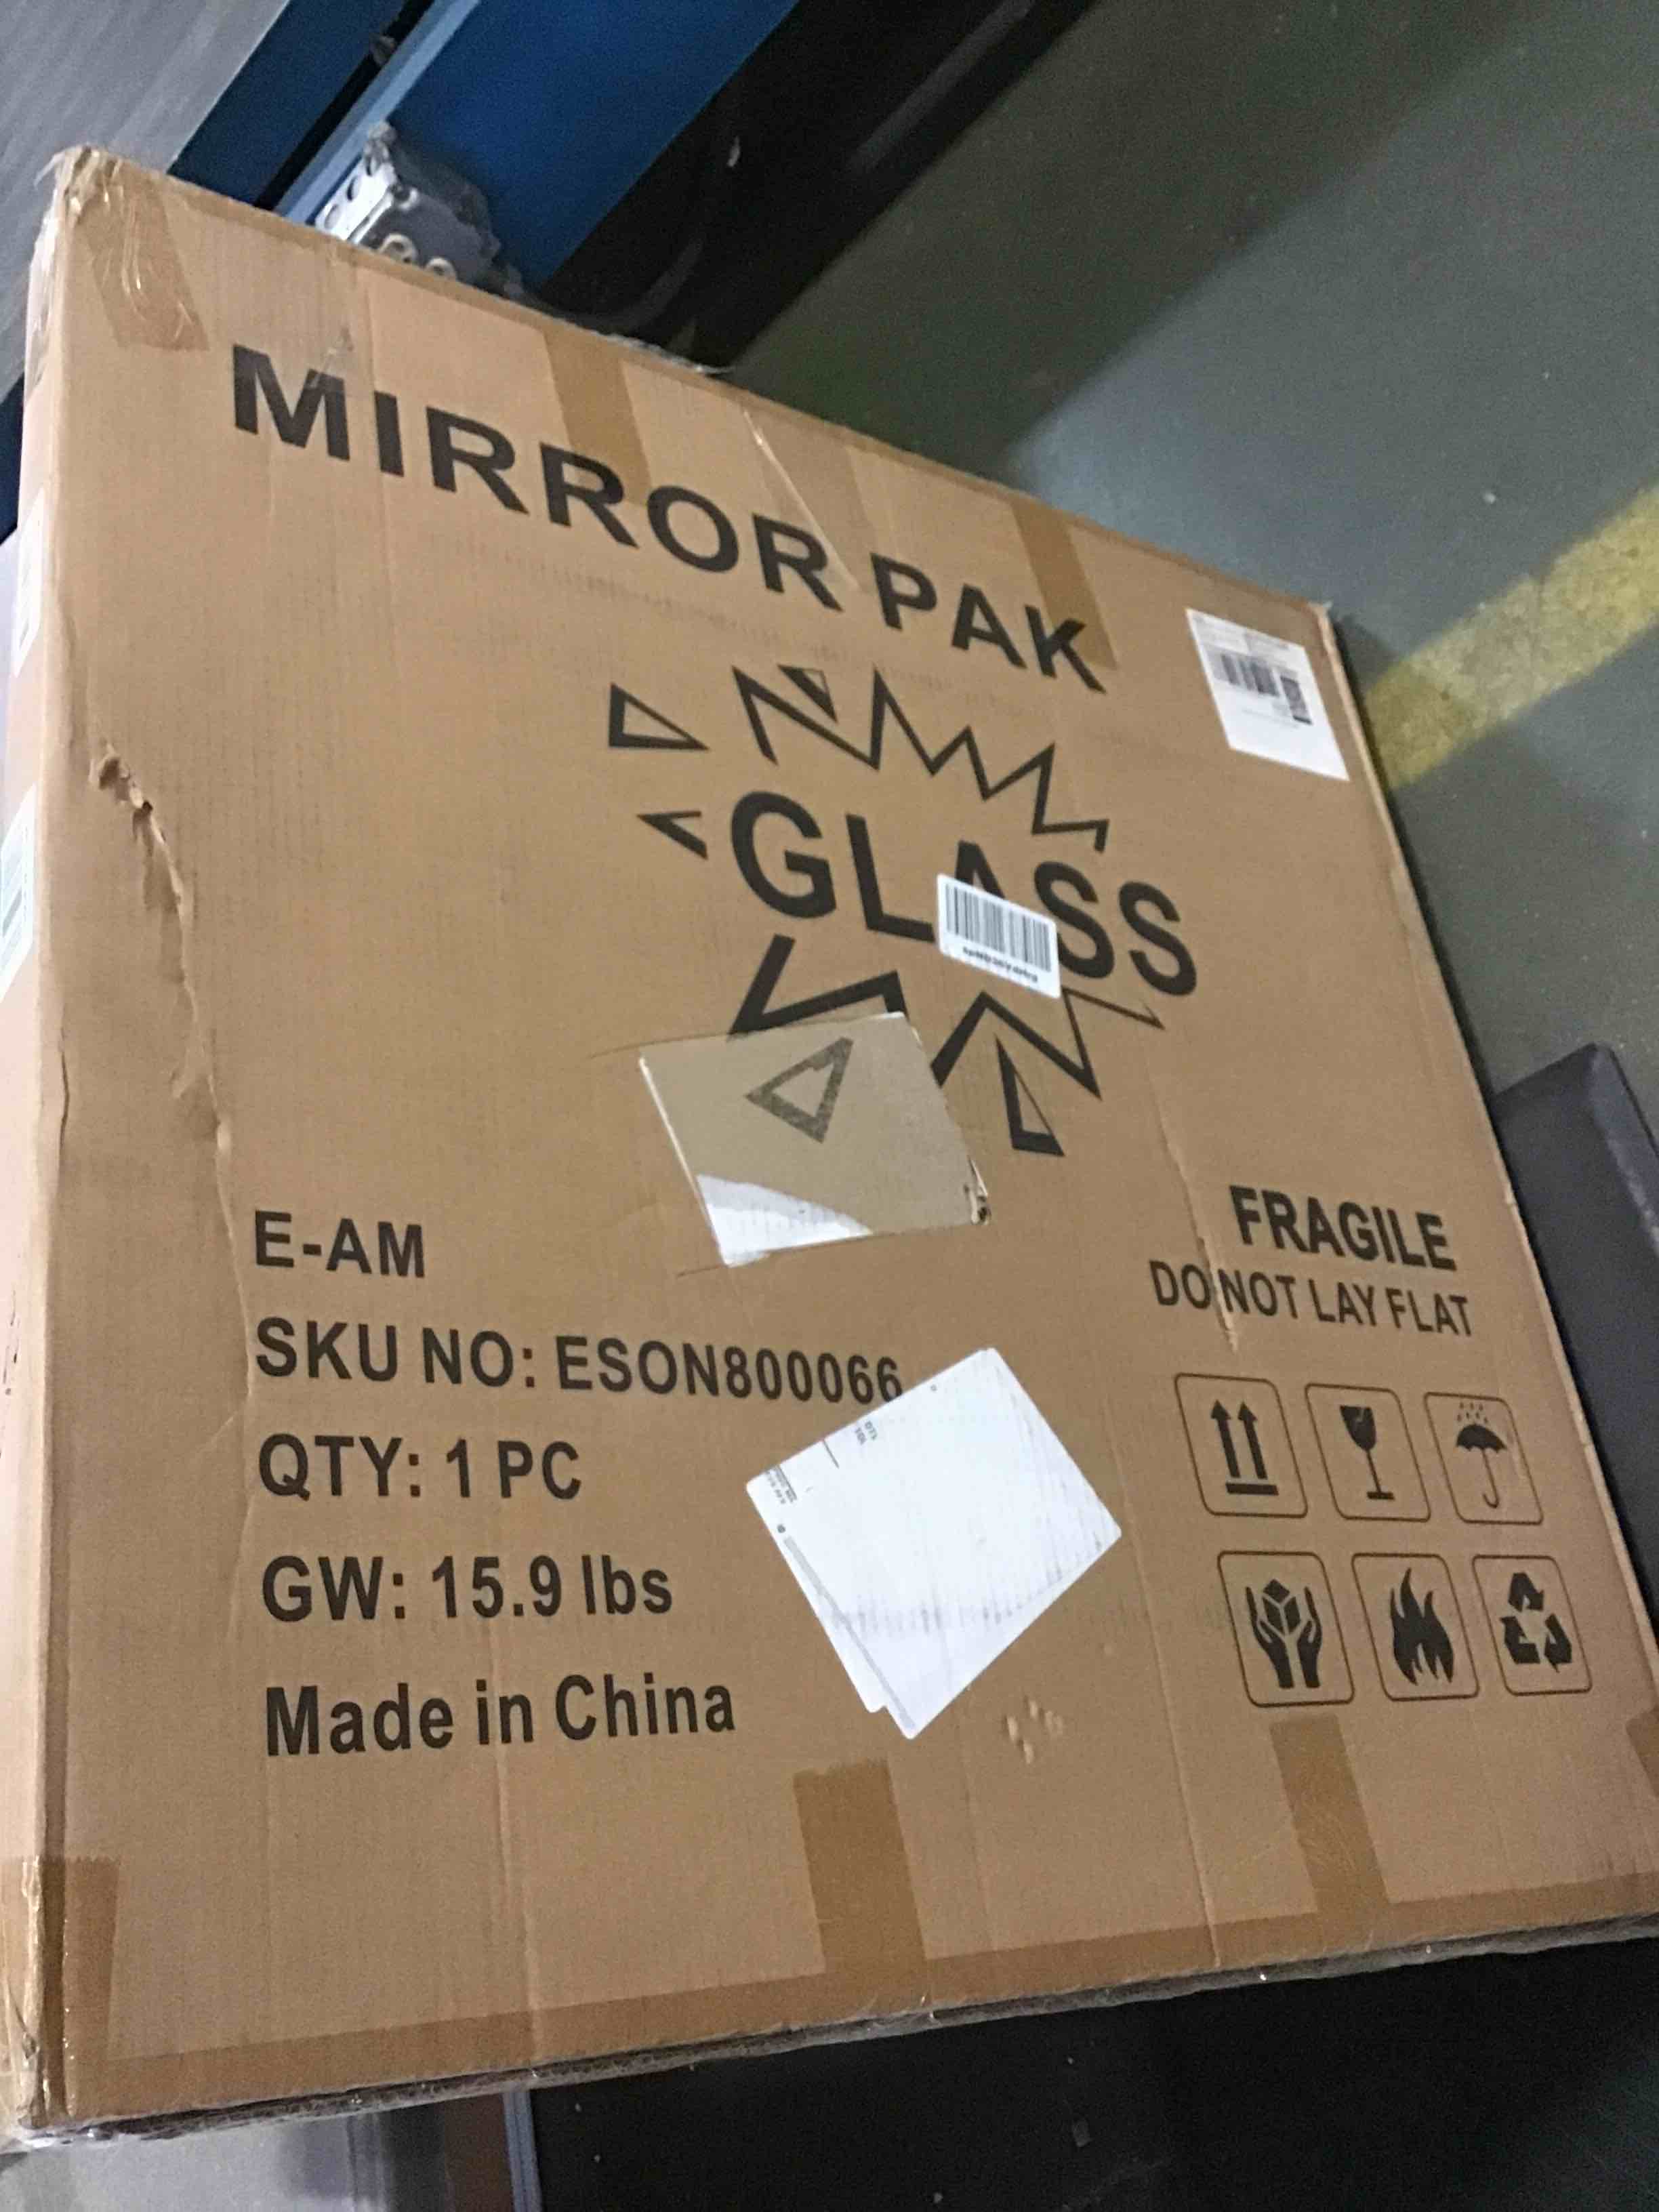 MIRROR PAK
GLASS
E-AM
SKU NO: ESON800066
QTY: 1 PC
GW: 15.9 lbs
Made in China
FRAGILE
DO NOT LAY FLAT